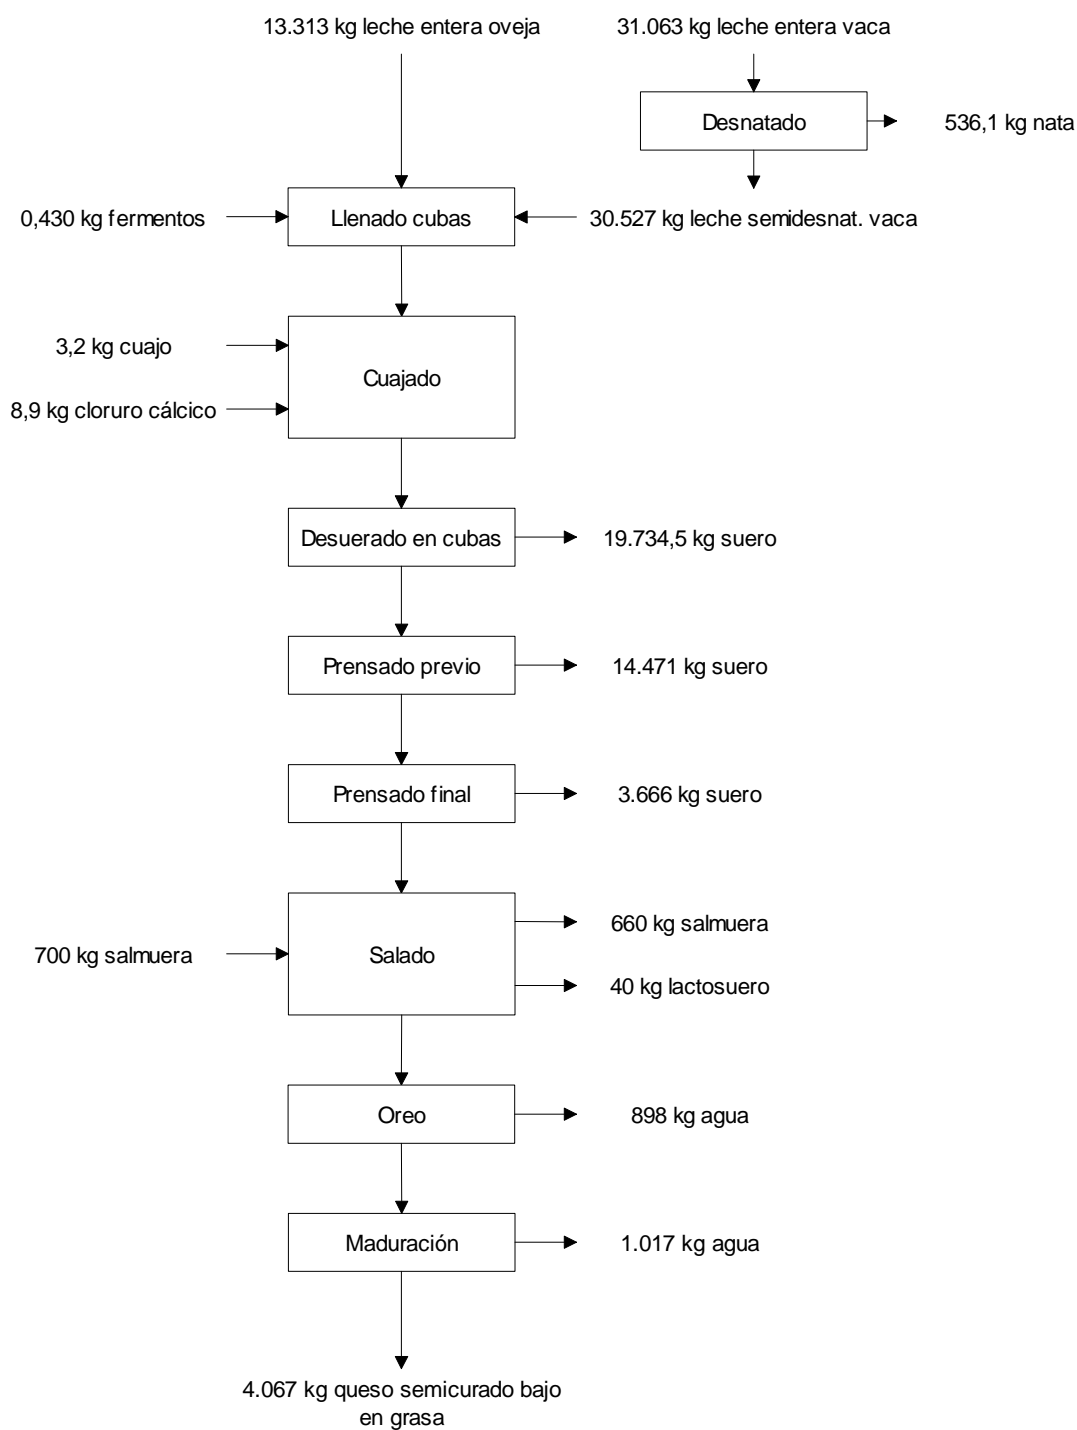 13.313 kg leche entera oveja
31.063 kg leche entera vaca
Desnatado
536,1 kg nata
0,430 kg fermentos
Llenado cubas
30.527 kg leche semidesnat. vaca
3,2 kg cuajo
Cuajado
8,9 kg cloruro cálcico
Desuerado en cubas
19.734,5 kg suero
Prensado previo
14.471 kg suero
Prensado final
3.666 kg suero
660 kg salmuera
700 kg salmuera
Salado
40 kg lactosuero
Oreo
898 kg agua
Maduración
1.017 kg agua
4.067 kg queso semicurado bajo
en grasa